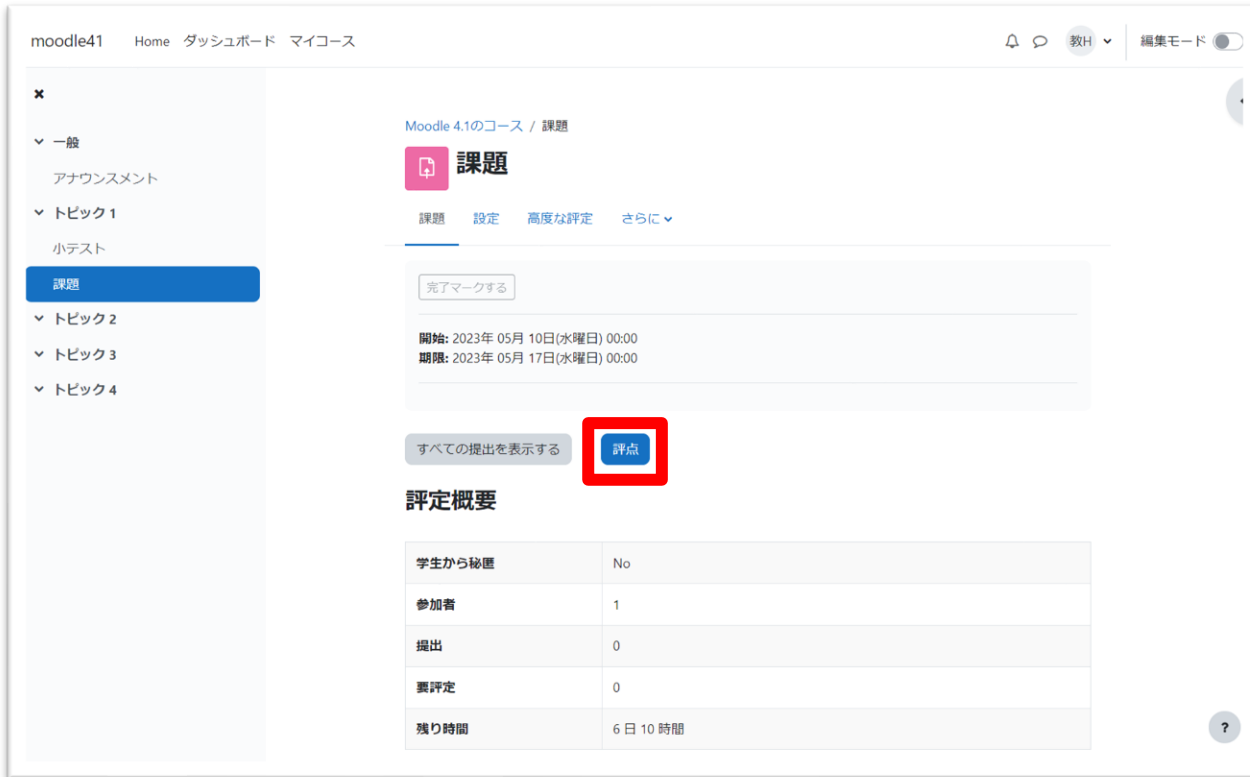 moodle41 Home ダッシュボード マイコース 教H 編集モード
一般
アナウンスメント
トピック 1
小テスト
課題
トピック 2
トピック 3
トピック 4
Moodle 4.1のコース / 課題
課題
課題 設定 高度な評定 さらに
完了マークする
開始: 2023年 05月 10日(水曜日) 00:00
期限: 2023年 05月 17日(水曜日) 00:00
すべての提出を表示する 評点
評定概要
学生から秘匿 No
参加者 1
提出 0
要評定 0
残り時間 6 日 10 時間
?